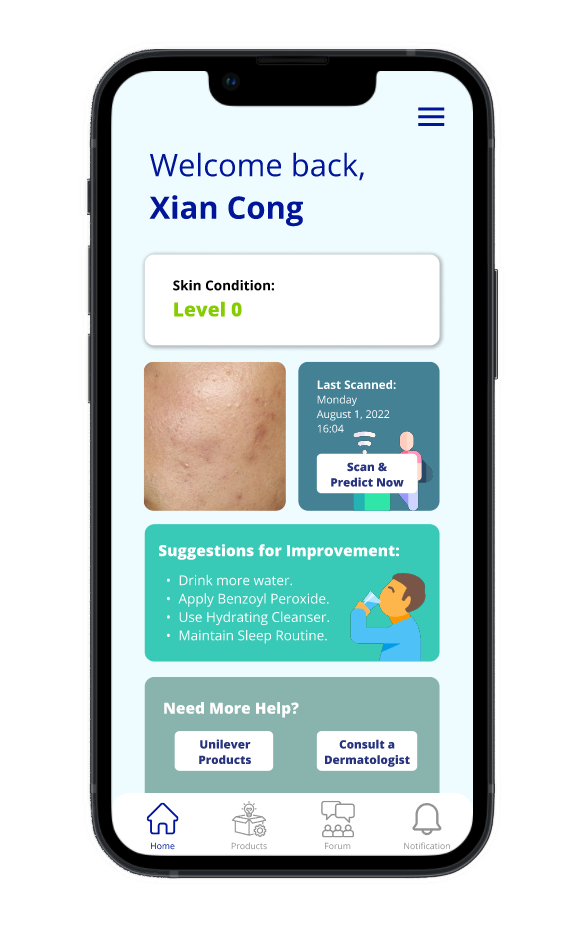 Welcome back,
Xian Cong
Skin Condition:
Level 0
Last Scanned:
Monday
August 1, 2022
16:04
Scan &
Predict Now
Suggestions for Improvement:
• Drink more water.
• Apply Benzoyl Peroxide.
• Use Hydrating Cleanser.
• Maintain Sleep Routine.
Need More Help?
Unilever
Products
Consult a
Dermatologist
Home
Products
Forum
Notification